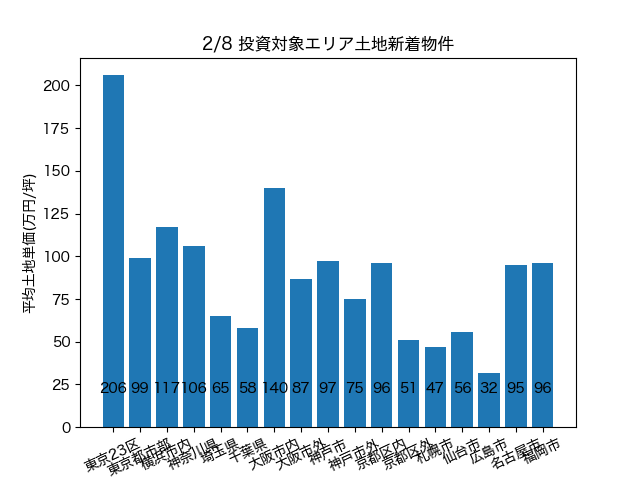 2/8 投資対象エリア土地新着物件
平均土地単価(万円/坪)
200
175
150
125
100
75
50
25
0
206 99 117 106 65 58 140 87 97 75 96 51 47 56 32 95 96
東京23区 東京都市部 横浜市内 神奈川県 埼玉県 千葉県 大阪市内 大阪市外 神戸市 神戸市外 京都区内 京都区外 札幌市 仙台市 広島市 名古屋市 福岡市